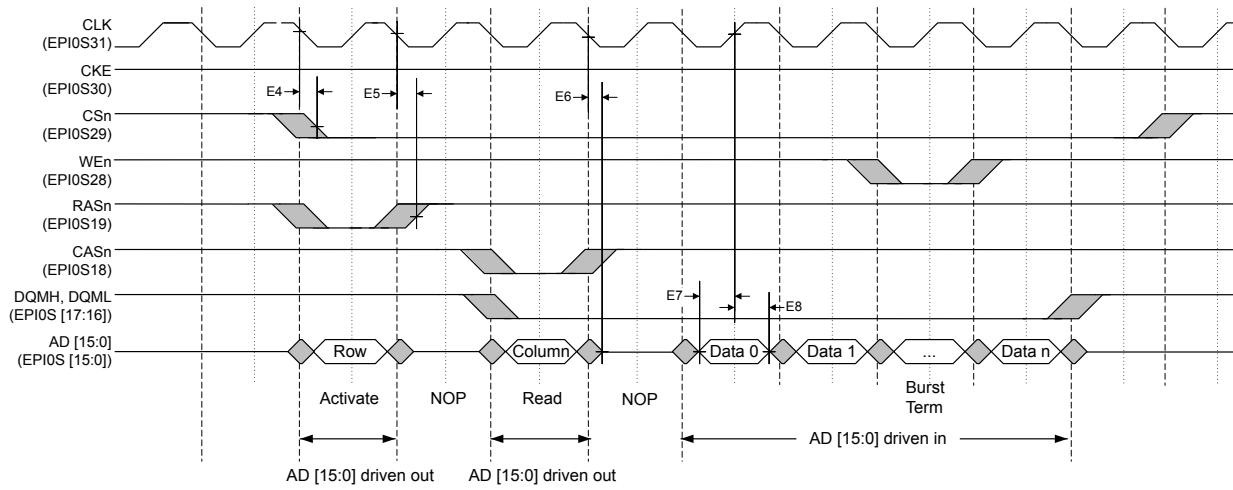 CLK
(EPI0S31)
CKE
(EPI0S30)
E4
E5
E6
CSn
(EPI0S29)
WEn
(EPI0S28)
RASn
(EPI0S19)
CASn
(EPI0S18)
DQMH, DQML
(EPI0S [17:16])
E7
E8
AD [15:0]
(EPI0S [15:0])
Row
Column
Data 0
Data 1
...
Data n
Activate
NOP
Read
NOP
Burst
Term
AD [15:0] driven in
AD [15:0] driven out
AD [15:0] driven out